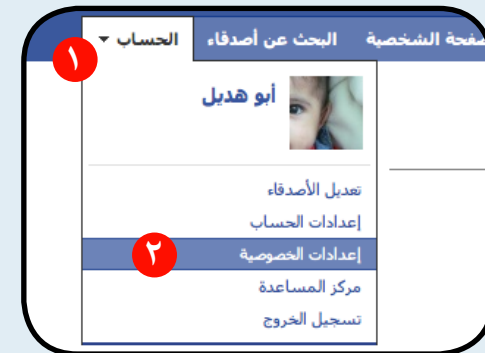 الصفحة الشخصية البحث عن أصدقاء الحساب
١
أبو هديل
تعديل الأصدقاء
إعدادات الحساب
إعدادات الخصوصية
٢
مركز المساعدة
تسجيل الخروج